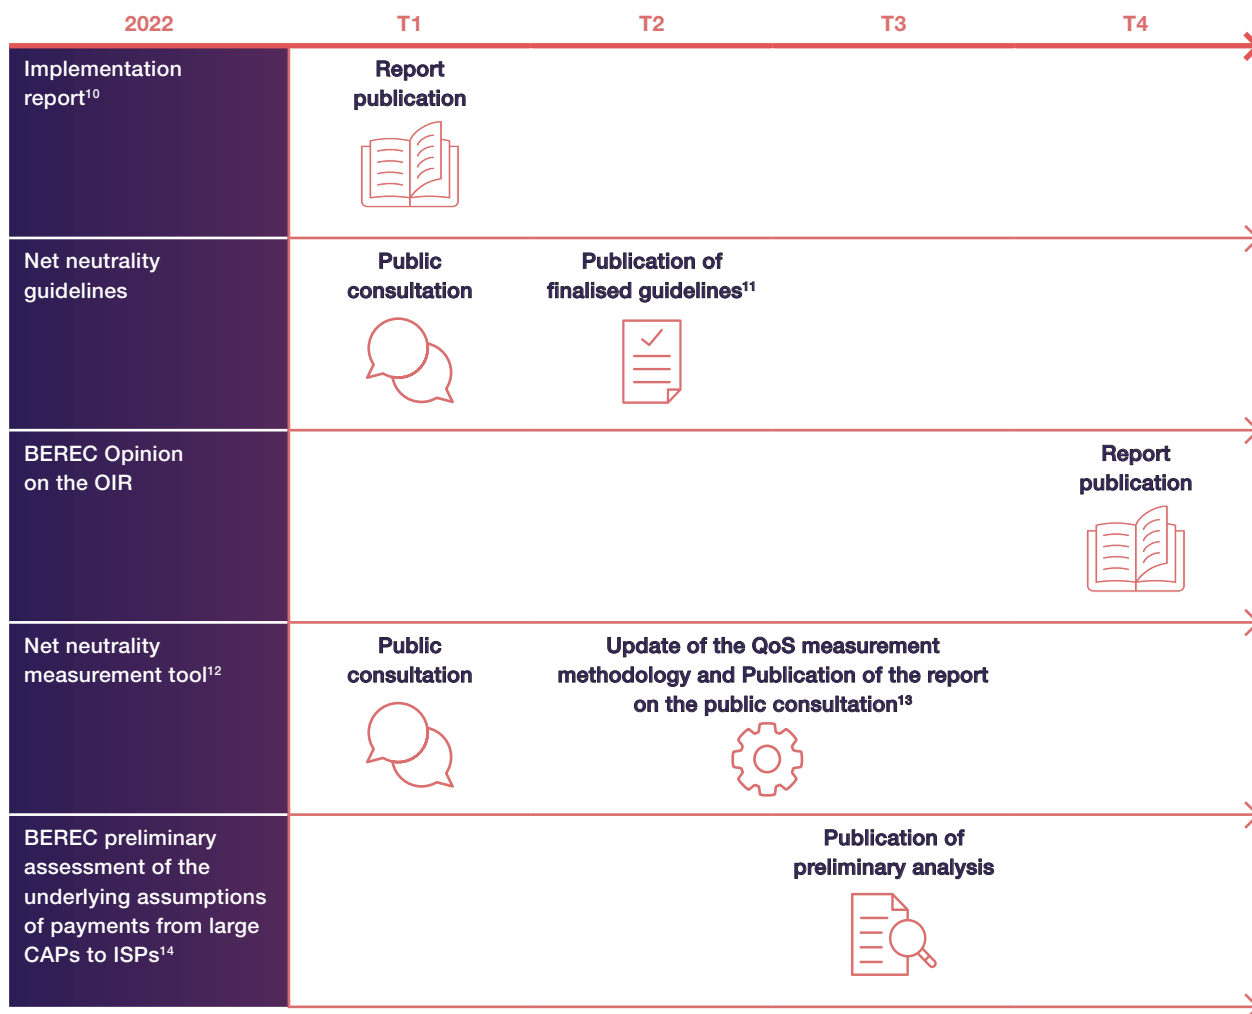 2022 T1 T2 T3 T4
Implementation
report¹⁰
Report
publication
Net neutrality
guidelines
Public
consultation
Publication of
finalised guidelines¹¹
BEREC Opinion
on the OIR
Report
publication
Net neutrality
measurement tool¹²
Public
consultation
Update of the QoS measurement
methodology and Publication of the report
on the public consultation¹³
BEREC preliminary
assessment of the
underlying assumptions
of payments from large
CAPs to ISPs¹⁴
Publication of
preliminary analysis